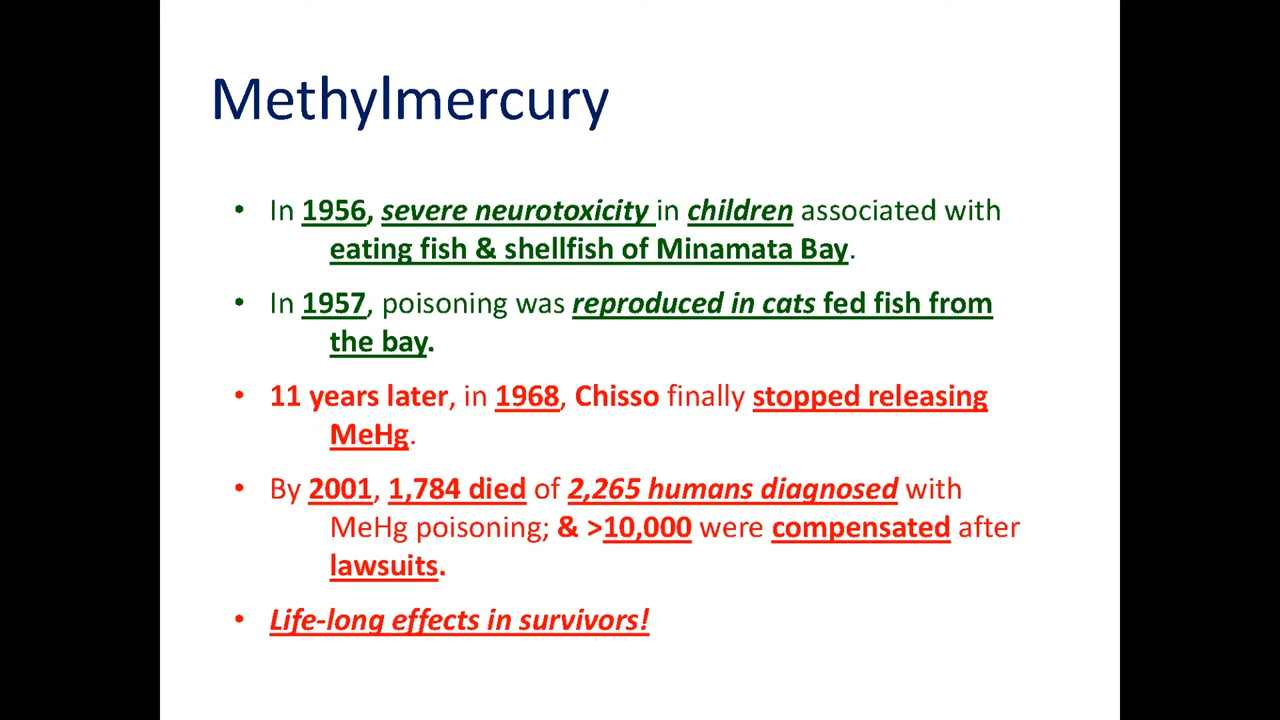 Methylmercury
• In 1956, severe neurotoxicity in children associated with
eating fish & shellfish of Minamata Bay.
• In 1957, poisoning was reproduced in cats fed fish from
the bay.
• 11 years later, in 1968, Chisso finally stopped releasing
MeHg.
• By 2001, 1,784 died of 2,265 humans diagnosed with
MeHg poisoning; & >10,000 were compensated after
lawsuits.
• Life-long effects in survivors!